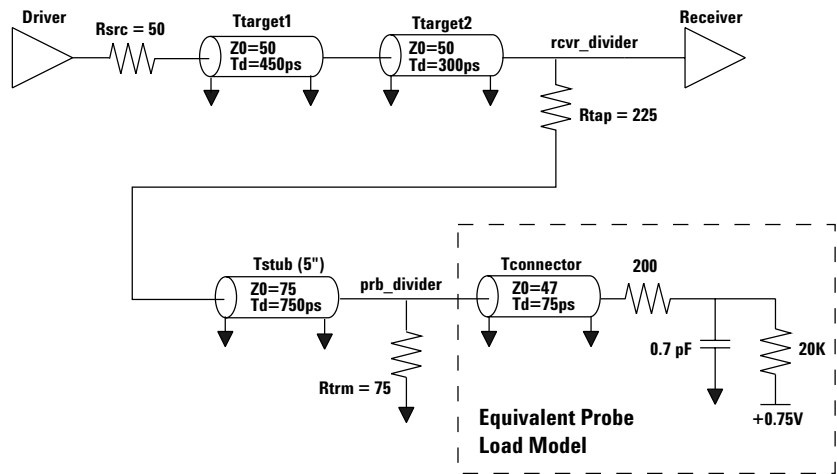 Driver
Rsrc = 50
Ttarget1
Z0=50
Td=450ps
Ttarget2
Z0=50
Td=300ps
rcvr_divider
Receiver
Rtap = 225
Tstub (5")
Z0=75
Td=750ps
prb_divider
Rtrm = 75
Tconnector
Z0=47
Td=75ps
200
0.7 pF
20K
+0.75V
Equivalent Probe
Load Model